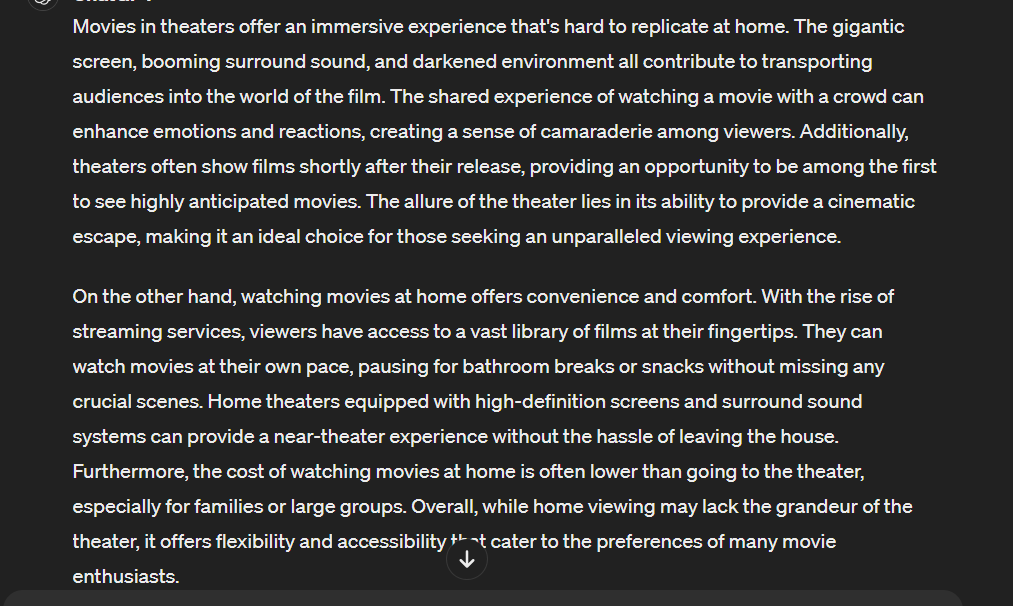 Movies in theaters offer an immersive experience that's hard to replicate at home. The gigantic
screen, booming surround sound, and darkened environment all contribute to transporting
audiences into the world of the film. The shared experience of watching a movie with a crowd can
enhance emotions and reactions, creating a sense of camaraderie among viewers. Additionally,
theaters often show films shortly after their release, providing an opportunity to be among the first
to see highly anticipated movies. The allure of the theater lies in its ability to provide a cinematic
escape, making it an ideal choice for those seeking an unparalleled viewing experience.
On the other hand, watching movies at home offers convenience and comfort. With the rise of
streaming services, viewers have access to a vast library of films at their fingertips. They can
watch movies at their own pace, pausing for bathroom breaks or snacks without missing any
crucial scenes. Home theaters equipped with high-definition screens and surround sound
systems can provide a near-theater experience without the hassle of leaving the house.
Furthermore, the cost of watching movies at home is often lower than going to the theater,
especially for families or large groups. Overall, while home viewing may lack the grandeur of the
theater, it offers flexibility and accessibility that cater to the preferences of many movie
enthusiasts.